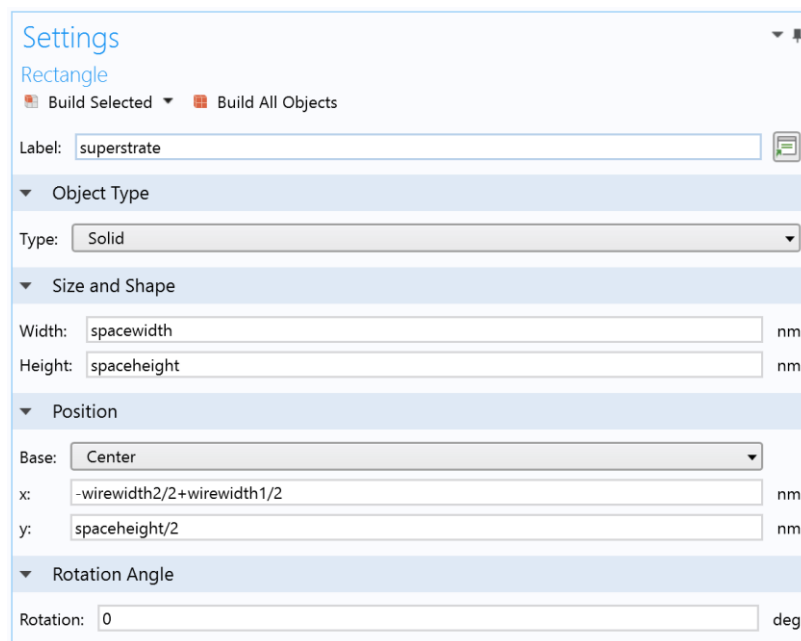 Settings
Rectangle
Build Selected Build All Objects
Label: superstrate
Object Type
Type: Solid
Size and Shape
Width: spacewidth nm
Height: spaceheight nm
Position
Base: Center
x: -wirewidth2/2+wirewidth1/2 nm
y: spaceheight/2 nm
Rotation Angle
Rotation: 0 deg